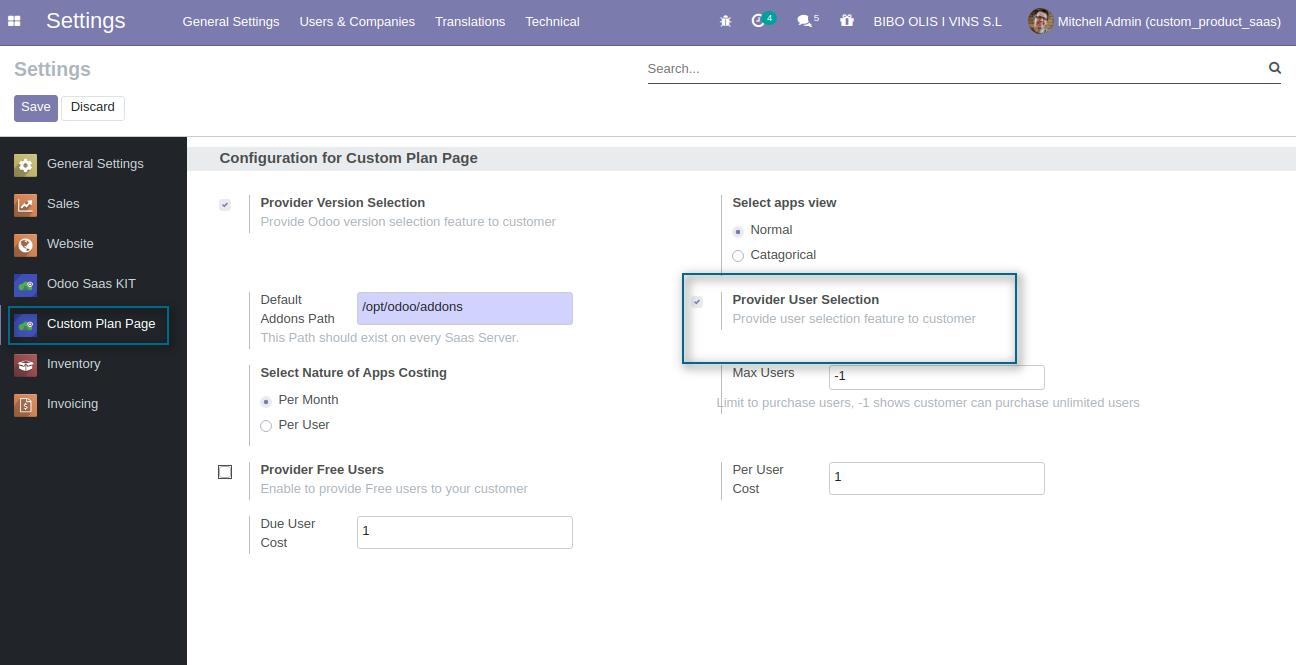 Settings
General Settings
Users & Companies
Translations
Technical
4
5
BIBO OLIS I VINS S.L
Mitchell Admin (custom_product_saas)
Settings
Search...
Save
Discard
General Settings
Sales
Website
Odoo Saas KIT
Custom Plan Page
Inventory
Invoicing
Configuration for Custom Plan Page
Provider Version Selection
Provide Odoo version selection feature to customer
Select apps view
Normal
Catagorical
Default
Addons Path
/opt/odoo/addons
This Path should exist on every Saas Server.
Provider User Selection
Provide user selection feature to customer
Select Nature of Apps Costing
Per Month
Per User
Max Users
-1
Limit to purchase users, -1 shows customer can purchase unlimited users
Provider Free Users
Enable to provide Free users to your customer
Per User
Cost
1
Due User
Cost
1